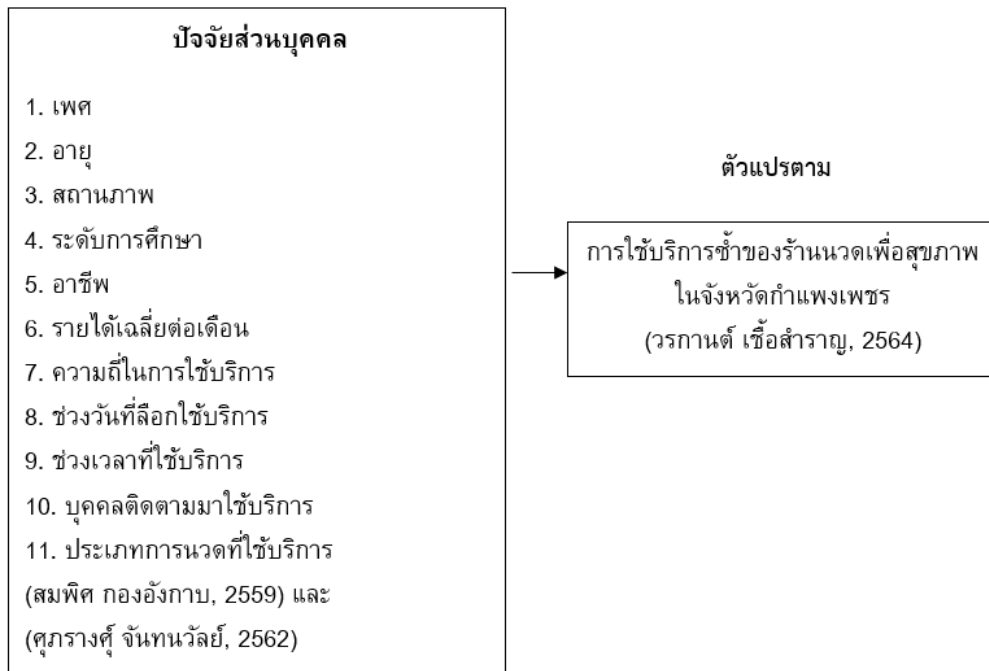 ปัจจัยส่วนบุคคล
1. เพศ
2. อายุ
3. สถานภาพ
4. ระดับการศึกษา
5. อาชีพ
6. รายได้เฉลี่ยต่อเดือน
7. ความถี่ในการใช้บริการ
8. ช่วงวันที่ลือกใช้บริการ
9. ช่วงเวลาที่ใช้บริการ
10. บุคคลติดตามมาใช้บริการ
11. ประเภทการนวดที่ใช้บริการ
(สมพิศ กองอังกาบ, 2559) และ
(ศุภรางศุ์ จันทนวัลย์, 2562)
ตัวแปรตาม
การใช้บริการซ้ำของร้านนวดเพื่อสุขภาพ
ในจังหวัดกำแพงเพชร
(วรกานต์ เชื้อสำราญ, 2564)